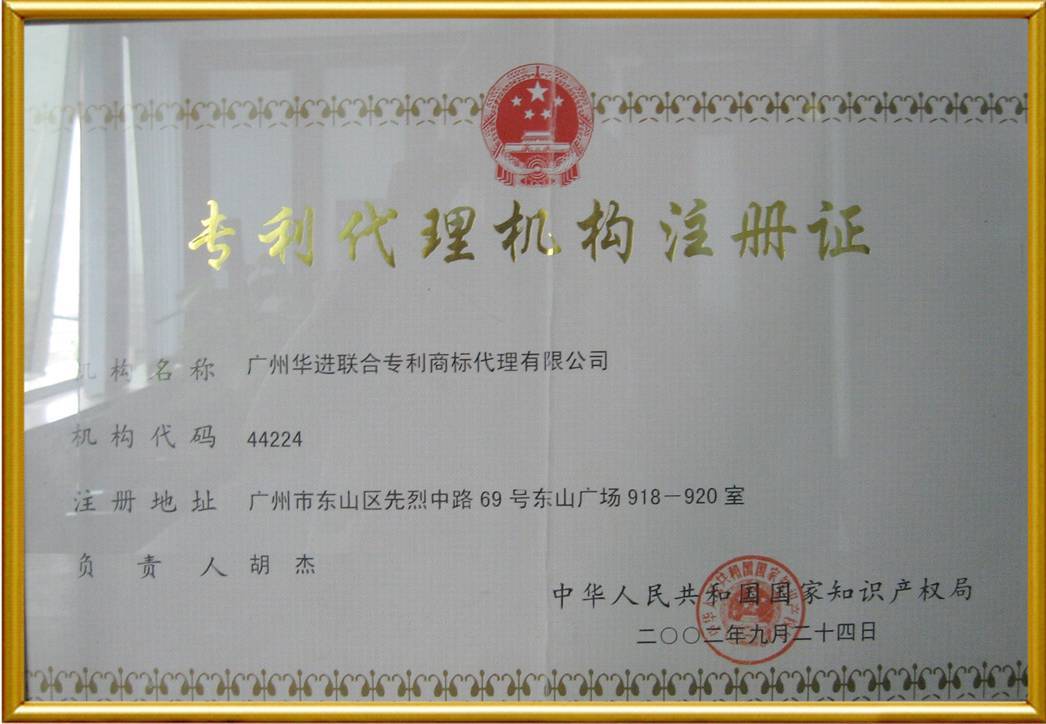 专利代理机构注册证
机构名称 广州华进联合专利商标代理有限公司
机构代码 44224
注册地址 广州市东山区先烈中路69号东山广场918－920室
负责人 胡杰
中华人民共和国国家知识产权局
二〇〇二年九月二十四日